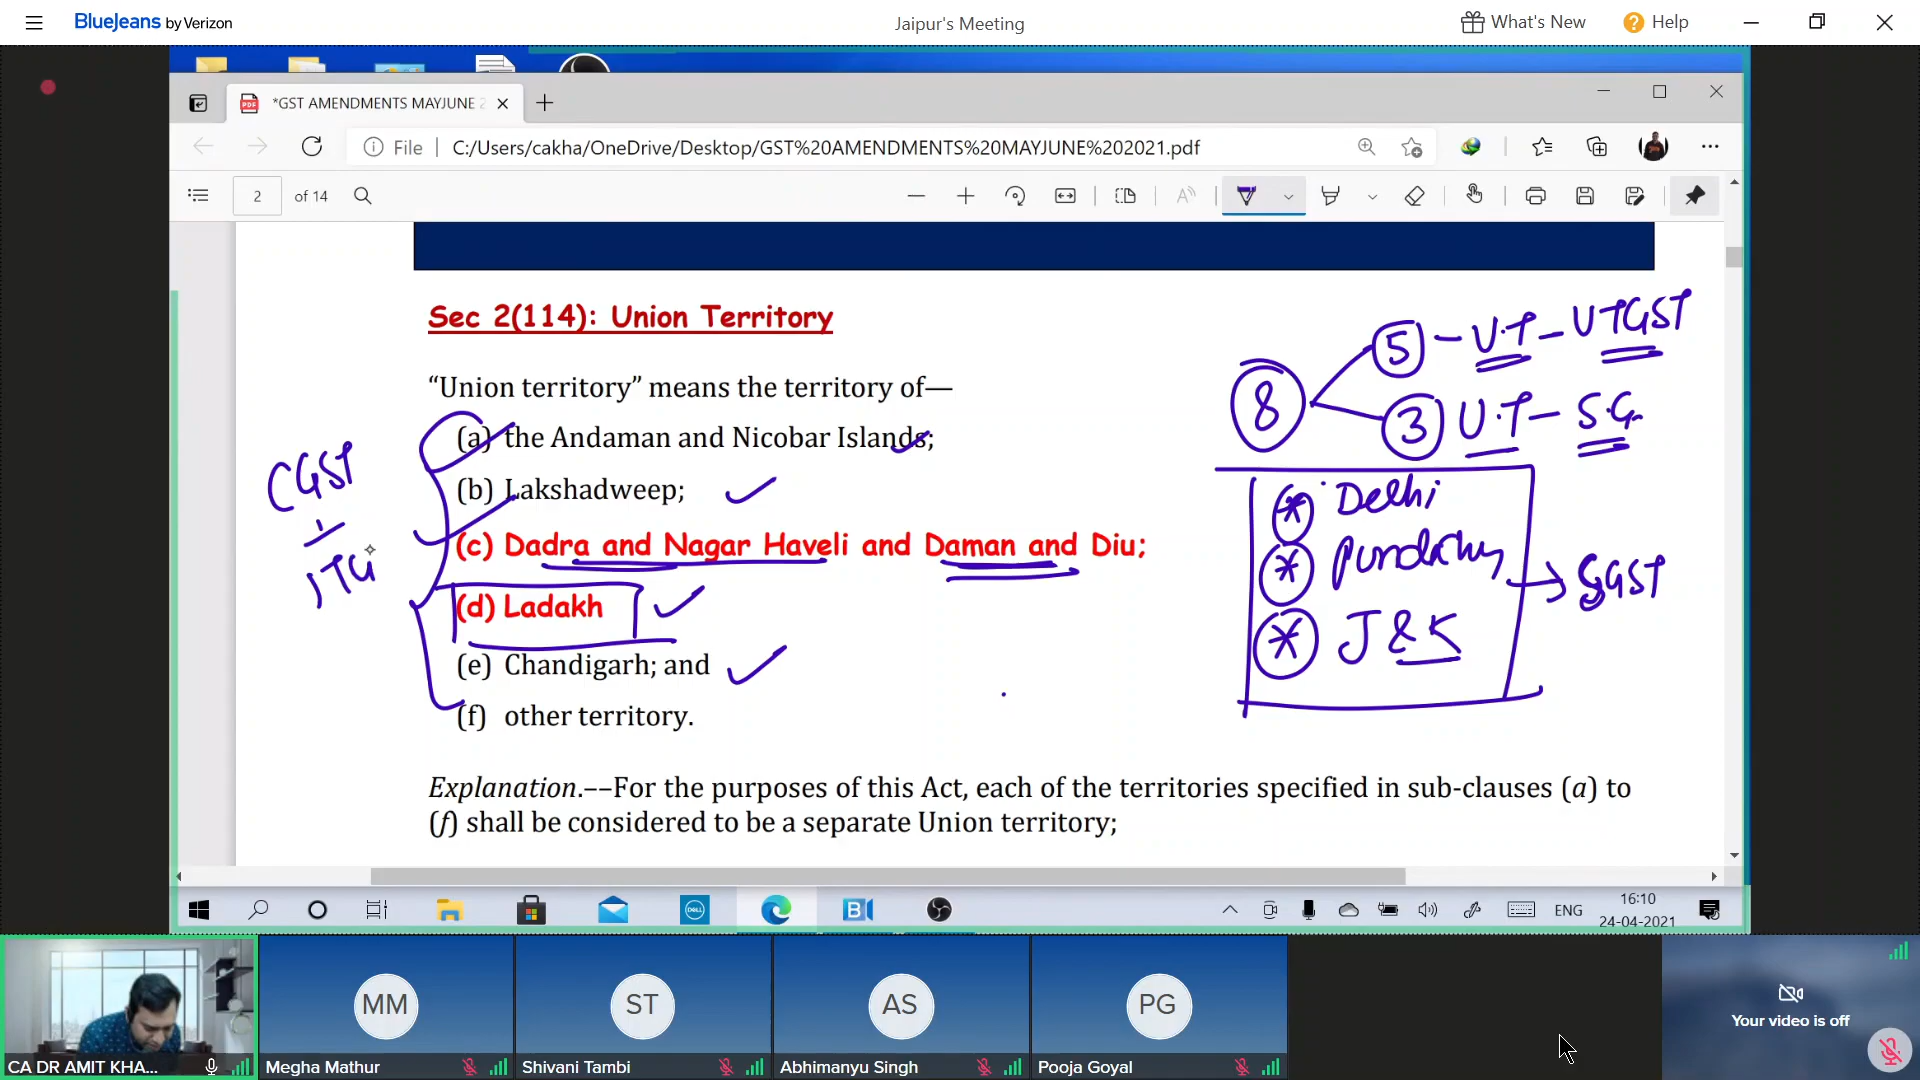 BlueJeans by Verizon
Jaipur's Meeting
What's New
Help
*GST AMENDMENTS MAYJUNE 2
File
C:/Users/cakha/OneDrive/Desktop/GST%20AMENDMENTS%20MAYJUNE%202021.pdf
2 of 14
Sec 2(114): Union Territory
“Union territory” means the territory of—
(a) the Andaman and Nicobar Islands;
(b) Lakshadweep;
(c) Dadra and Nagar Haveli and Daman and Diu;
(d) Ladakh
(e) Chandigarh; and
(f) other territory.
Explanation.––For the purposes of this Act, each of the territories specified in sub-clauses (a) to
(f) shall be considered to be a separate Union territory;
CGST
8
5 - U.T - UTGST
3 U.T - S.G.
* Delhi
*
* J&K
SGST
DELL
B
ENG
16:10
24-04-2021
MM
ST
AS
PG
Your video is off
CA DR AMIT KHA...
Megha Mathur
Shivani Tambi
Abhimanyu Singh
Pooja Goyal